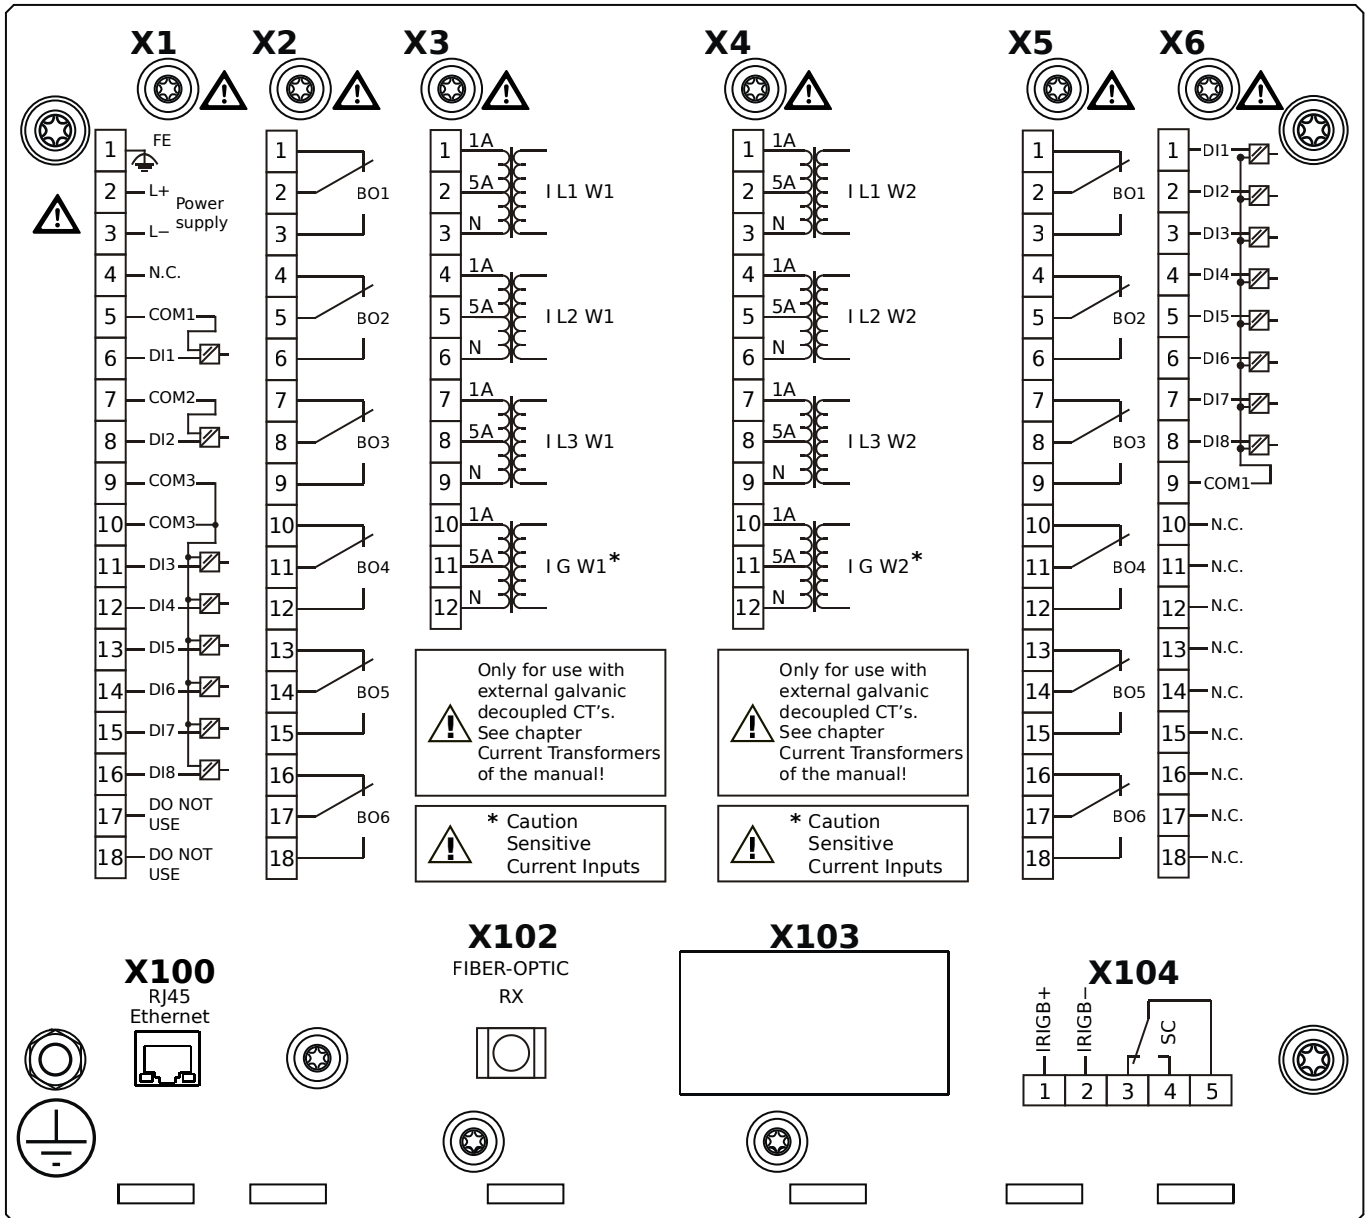 X1 X2 X3 X4 X5 X6
1 FE
2 L+
Power
supply
3 L−
4 N.C.
5 COM1
6 DI1
7 COM2
8 DI2
9 COM3
10 COM3
11 DI3
12 DI4
13 DI5
14 DI6
15 DI7
16 DI8
17 DO NOT
USE
18 DO NOT
USE
1
2 BO1
3
4
5 BO2
6
7
8 BO3
9
10
11 BO4
12
13
14 BO5
15
16
17 BO6
18
1 1A
2 5A I L1 W1
3 N
4 1A
5 5A I L2 W1
6 N
7 1A
8 5A I L3 W1
9 N
10 1A
11 5A I G W1*
12 N
Only for use with
external galvanic
decoupled CT's.
See chapter
Current Transformers
of the manual!
* Caution
Sensitive
Current Inputs
1 1A
2 5A I L1 W2
3 N
4 1A
5 5A I L2 W2
6 N
7 1A
8 5A I L3 W2
9 N
10 1A
11 5A I G W2*
12 N
Only for use with
external galvanic
decoupled CT's.
See chapter
Current Transformers
of the manual!
* Caution
Sensitive
Current Inputs
1
2 BO1
3
4
5 BO2
6
7
8 BO3
9
10
11 BO4
12
13
14 BO5
15
16
17 BO6
18
1 DI1
2 DI2
3 DI3
4 DI4
5 DI5
6 DI6
7 DI7
8 DI8
9 COM1
10 N.C.
11 N.C.
12 N.C.
13 N.C.
14 N.C.
15 N.C.
16 N.C.
17 N.C.
18 N.C.
X100
RJ45
Ethernet
X102
FIBER-OPTIC
RX
X103
X104
IRIGB+
IRIGB−
SC
1 2 3 4 5